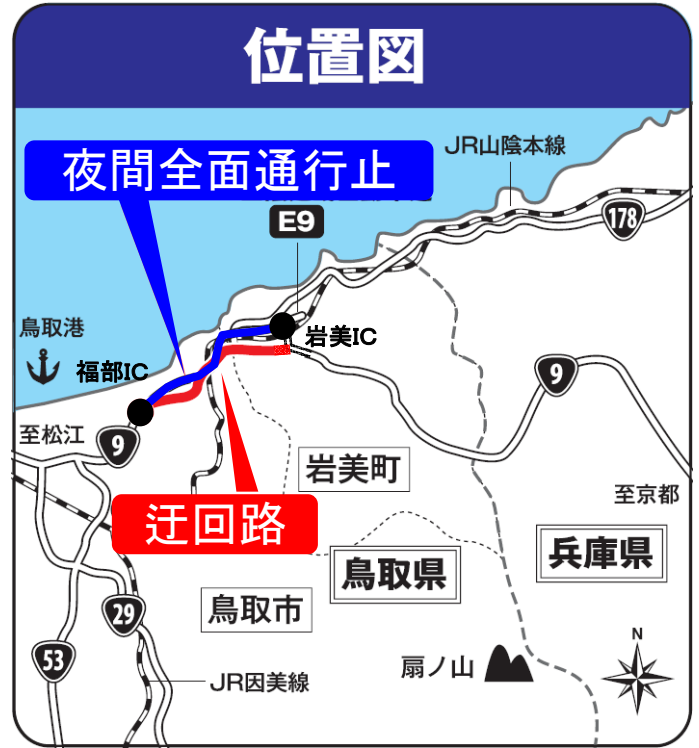 位置図
JR山陰本線
夜間全面通行止
E9
178
鳥取港
岩美IC
福部IC
9
至松江
9
岩美町
至京都
迂回路
兵庫県
鳥取県
鳥取市
29
53
扇ノ山
N
JR因美線